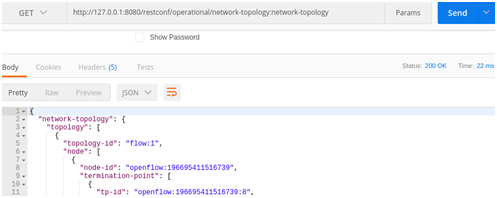 GET http://127.0.0.1:8080/restconf/operational/network-topology:network-topology Params Send
Show Password
Body Cookies Headers (5) Tests Status: 200 OK Time: 22 ms
Pretty Raw Preview JSON
1 {
2 "network-topology": {
3 "topology": [
4 {
5 "topology-id": "flow:1",
6 "node": [
7 {
8 "node-id": "openflow:196695411516739",
9 "termination-point": [
10 {
11 "tp-id": "openflow:196695411516739:8",